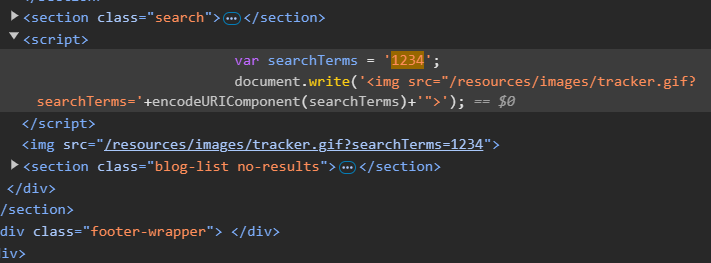 </section>
<section class="search"> ⋯ </section>
<script>
var searchTerms = '1234';
document.write('<img src="/resources/images/tracker.gif?
searchTerms='+encodeURIComponent(searchTerms)+'">'); == $0
</script>
<img src="/resources/images/tracker.gif?searchTerms=1234">
<section class="blog-list no-results"> ⋯ </section>
</div>
/section>
div class="footer-wrapper"> </div>
iv>